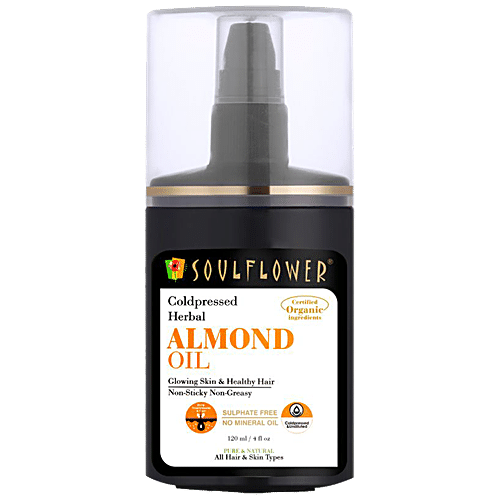 SOULFLOWER®
Coldpressed
Herbal
Certified
Organic
ingredients
ALMOND
OIL
Glowing Skin & Healthy Hair
Non-Sticky Non-Greasy
SULPHATE FREE
NO MINERAL OIL
Coldpressed
120 ml / 4 fl oz
PURE & NATURAL
All Hair & Skin Types